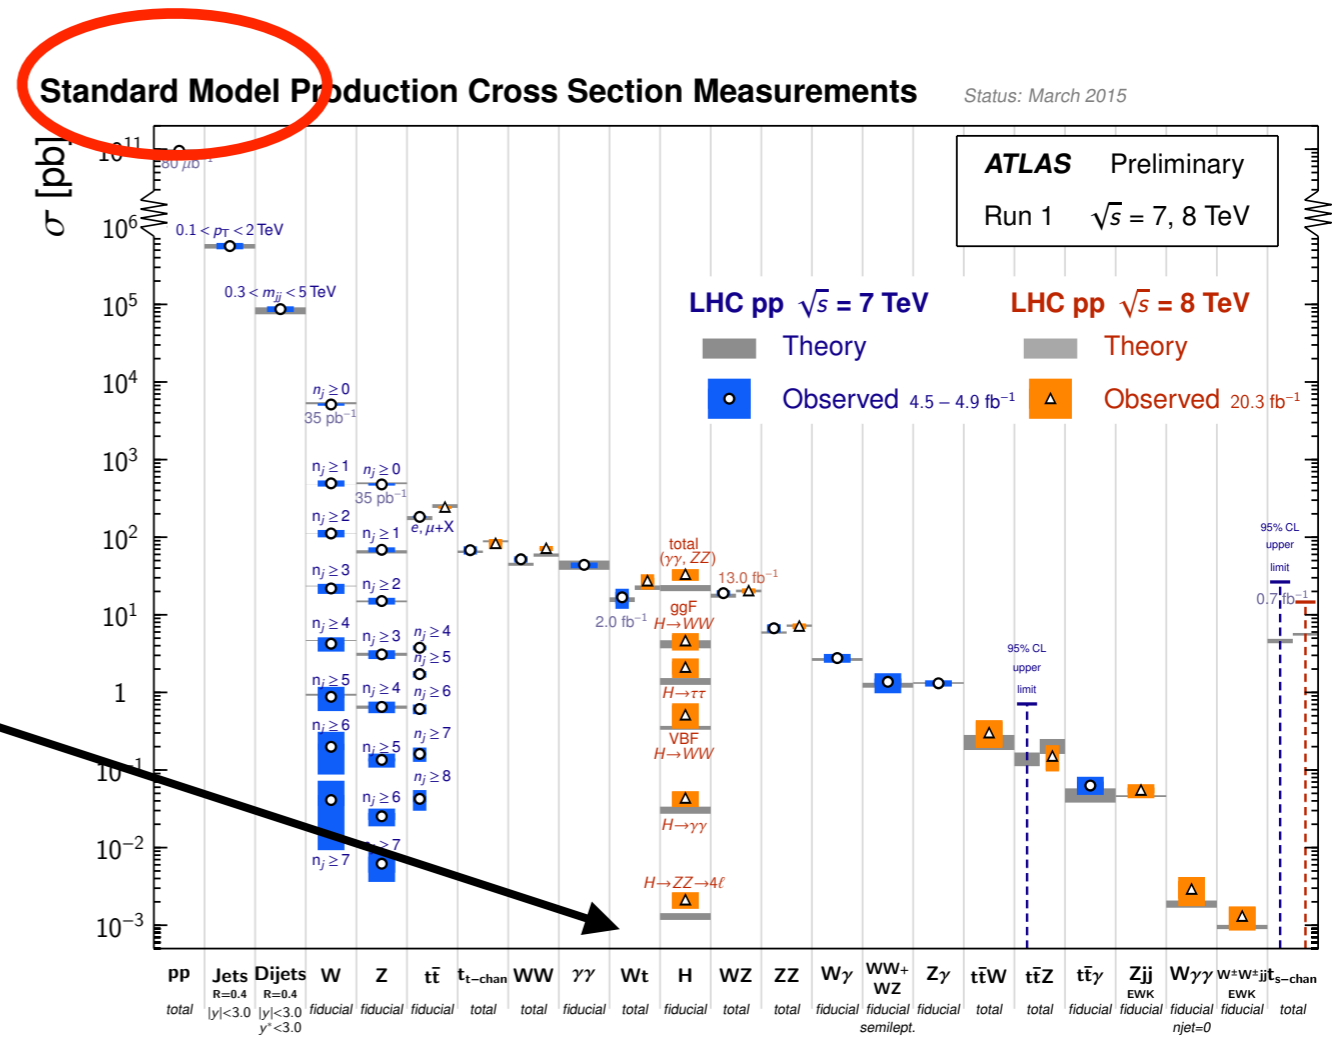 Standard Model Production Cross Section Measurements
Status: March 2015
σ [pb]
10¹¹
80 μb⁻¹
ATLAS Preliminary
Run 1 √s = 7, 8 TeV
10⁶
0.1 < pT < 2 TeV
10⁵
0.3 < mjj < 5 TeV
LHC pp √s = 7 TeV
Theory
Observed 4.5 − 4.9 fb⁻¹
LHC pp √s = 8 TeV
Theory
Observed 20.3 fb⁻¹
10⁴
nj ≥ 0
35 pb⁻¹
10³
nj ≥ 1
nj ≥ 0
35 pb⁻¹
nj ≥ 2
e, μ+X
10²
nj ≥ 1
total
(γγ, ZZ)
95% CL
upper
limit
nj ≥ 3
nj ≥ 2
13.0 fb⁻¹
0.7 fb⁻¹
10¹
2.0 fb⁻¹
ggF
H→WW
nj ≥ 4
nj ≥ 3
nj ≥ 4
nj ≥ 5
95% CL
upper
limit
1
nj ≥ 5
nj ≥ 4
nj ≥ 6
H→ττ
nj ≥ 6
nj ≥ 5
nj ≥ 7
VBF
H→WW
10⁻¹
nj ≥ 6
nj ≥ 8
H→γγ
10⁻²
nj ≥ 7
≥ 7
H→ZZ→4ℓ
10⁻³
pp
total
Jets
R=0.4
|y|<3.0
Dijets
R=0.4
|y|<3.0
y*<3.0
W
fiducial
Z
fiducial
tt̄
fiducial
tt−chan
total
WW
total
γγ
fiducial
Wt
total
H
fiducial
WZ
total
ZZ
total
Wγ
fiducial
WW+
WZ
fiducial
semilept.
Zγ
fiducial
tt̄W
total
tt̄Z
total
tt̄γ
fiducial
Zjj
EWK
fiducial
Wγγ
fiducial
njet=0
W±W±jj
EWK
fiducial
ts−chan
total